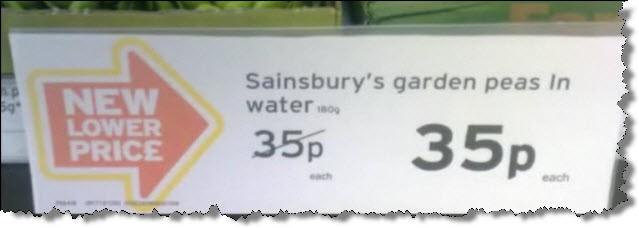 NEW
LOWER
PRICE
Sainsbury's garden peas In
water 180g
35p
each
35p
each